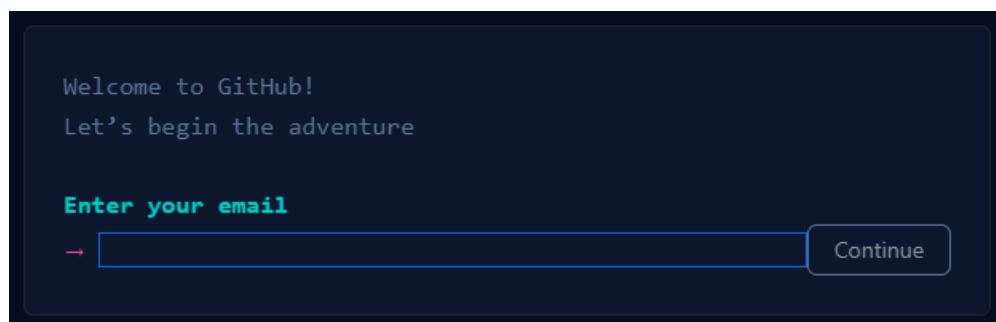 Welcome to GitHub!
Let’s begin the adventure
Enter your email
→ Continue